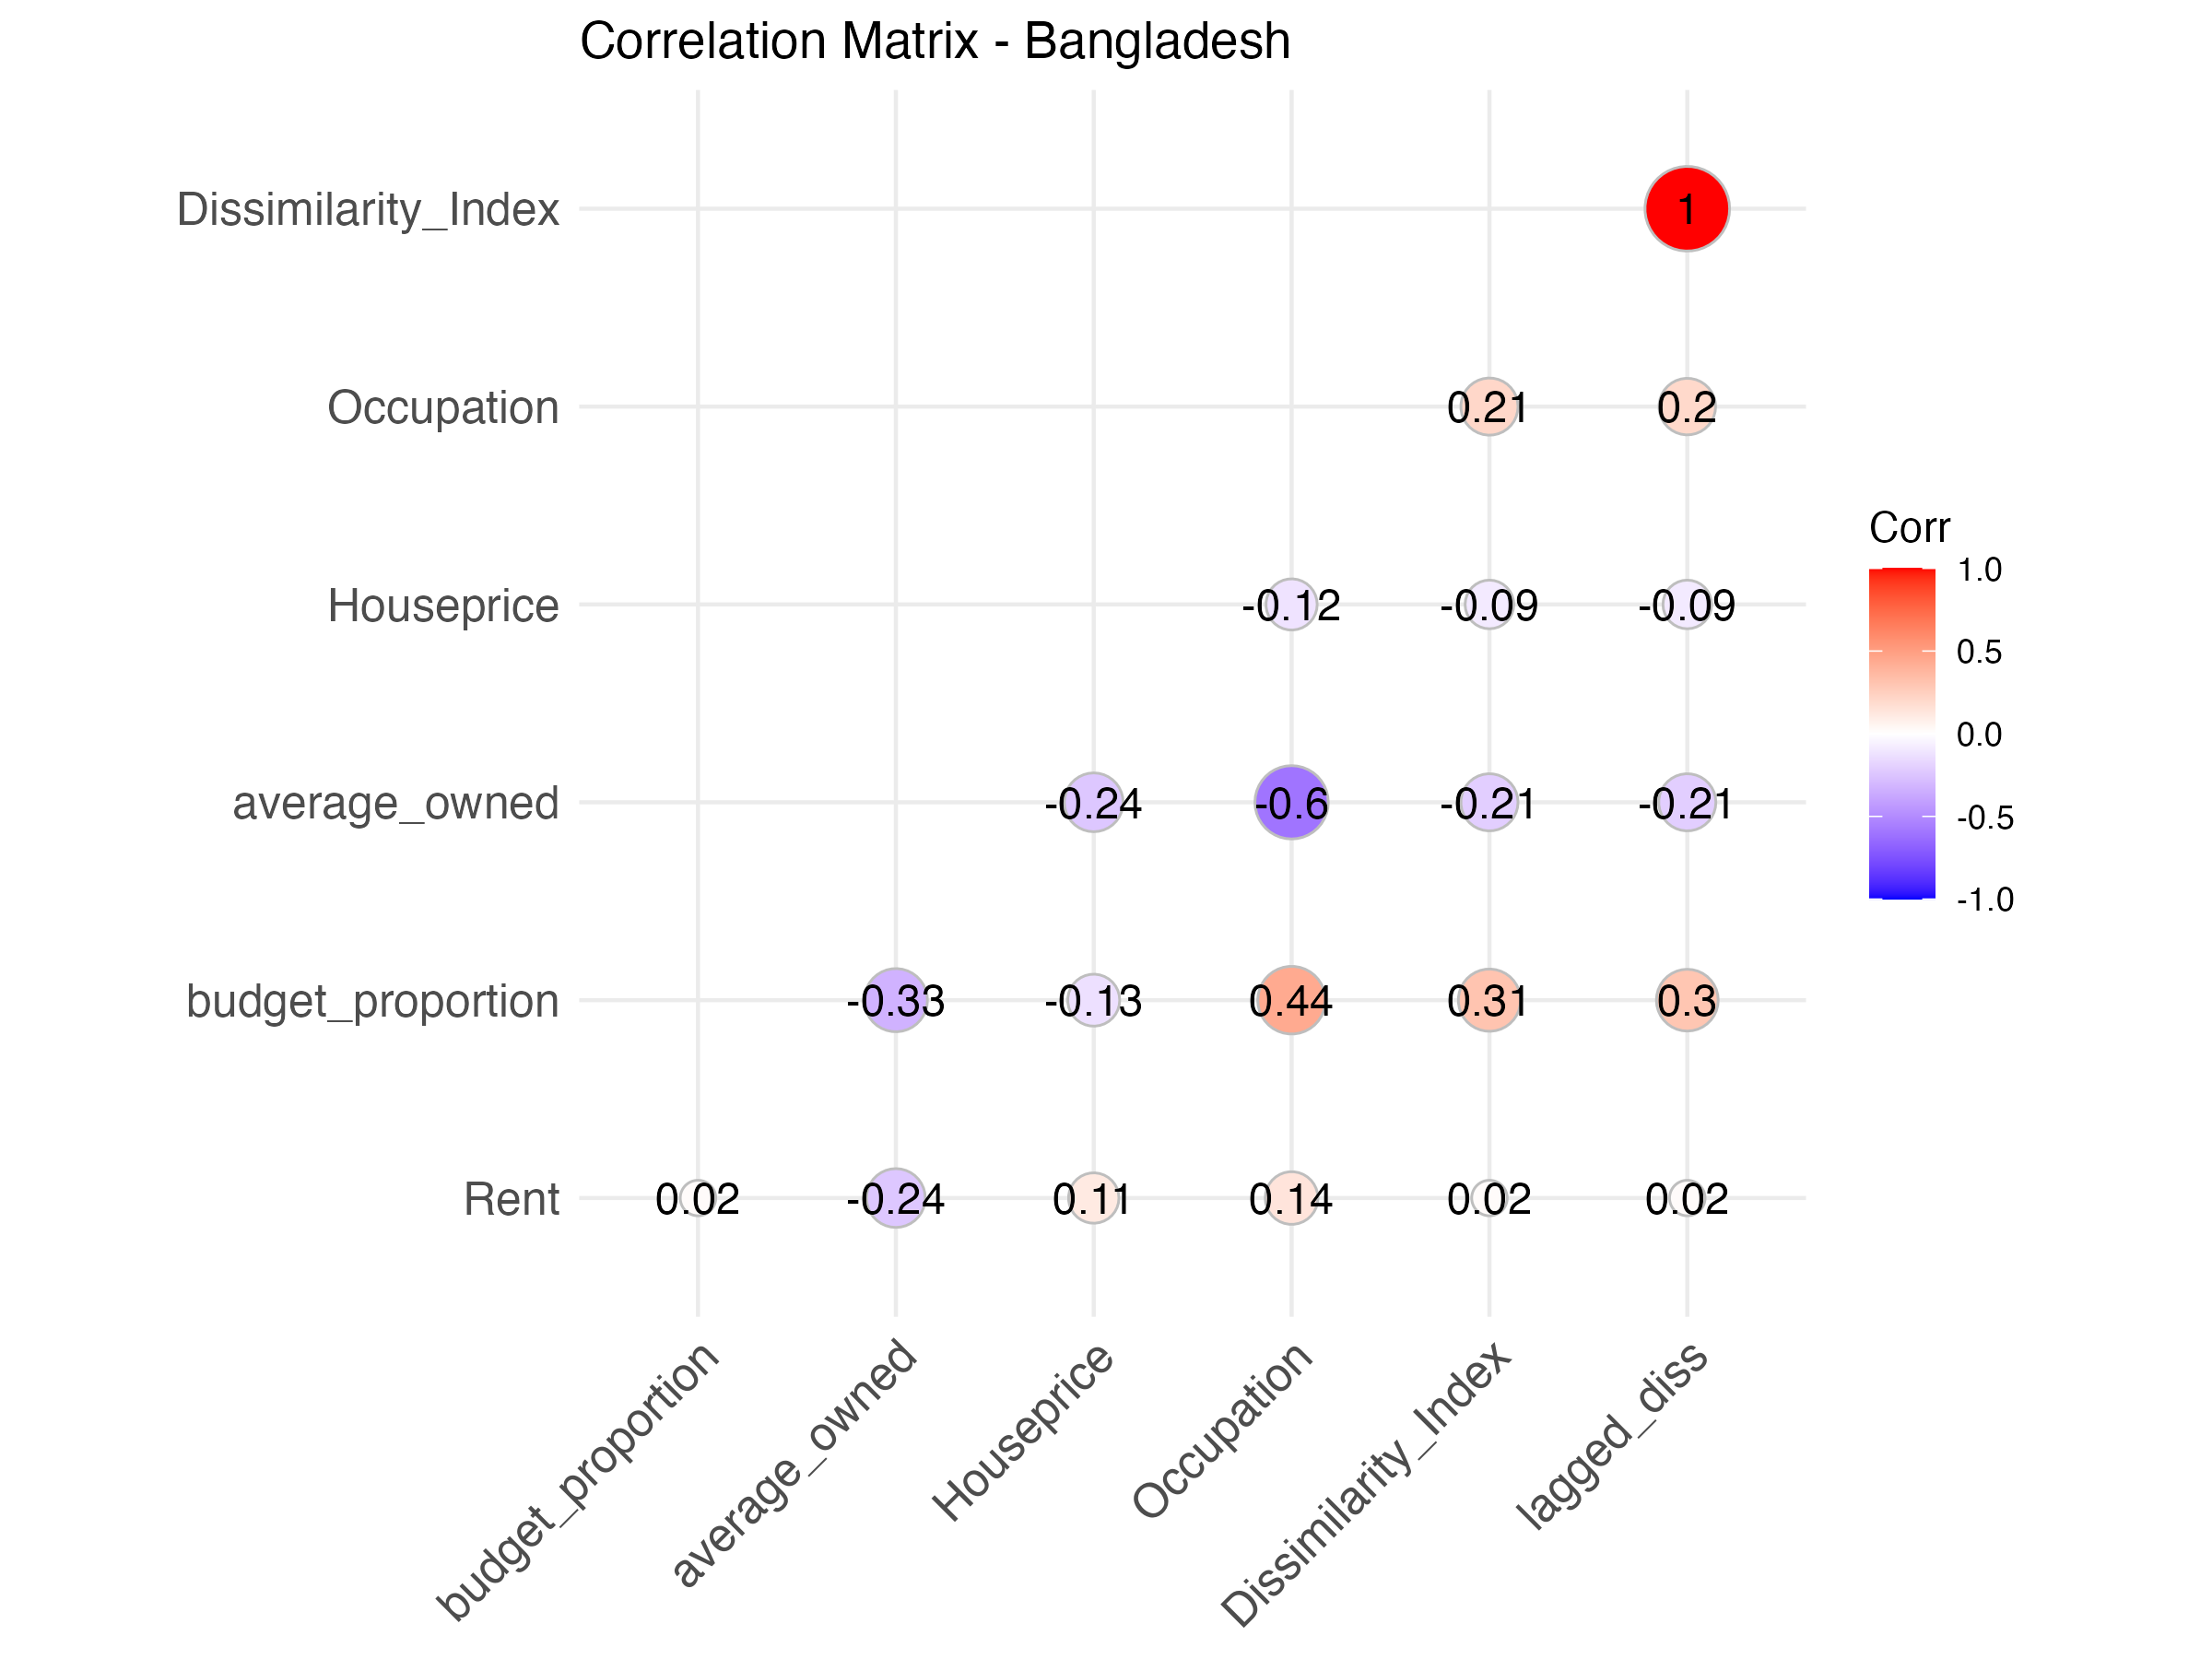 Correlation Matrix - Bangladesh
Dissimilarity_Index 1
Occupation 0.21 0.2
Houseprice -0.12 -0.09 -0.09
average_owned -0.24 -0.6 -0.21 -0.21
budget_proportion -0.33 -0.13 0.44 0.31 0.3
Rent 0.02 -0.24 0.11 0.14 0.02 0.02
budget_proportion
average_owned
Houseprice
Occupation
Dissimilarity_Index
lagged_diss
Corr
1.0
0.5
0.0
-0.5
-1.0